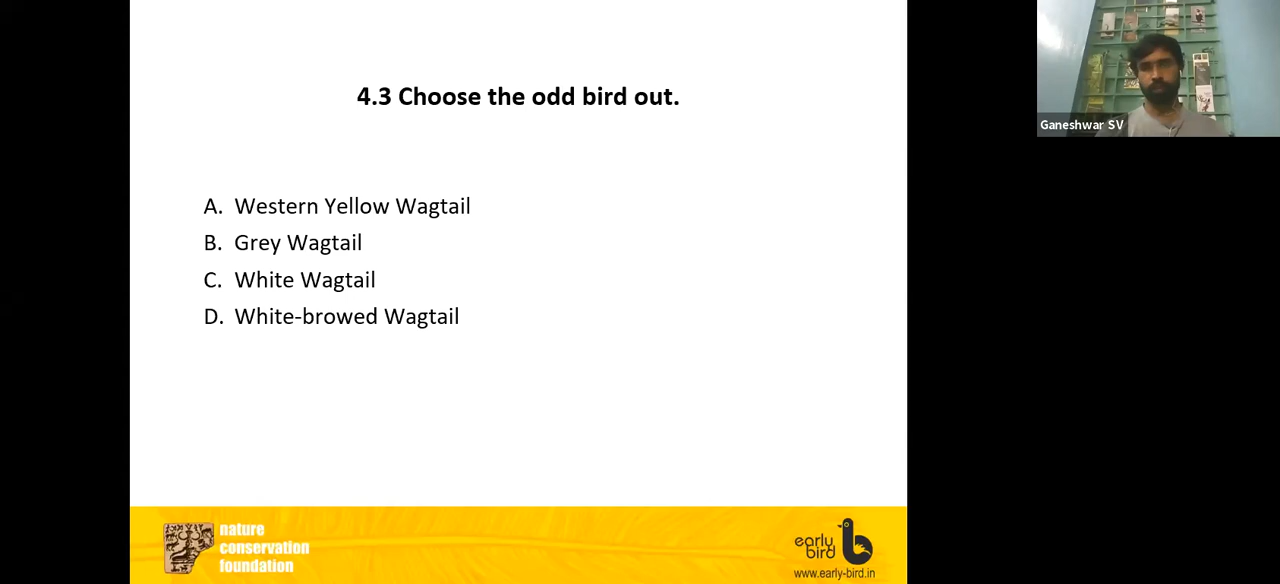 4.3 Choose the odd bird out.
A. Western Yellow Wagtail
B. Grey Wagtail
C. White Wagtail
D. White-browed Wagtail
Ganeshwar SV
nature
conservation
foundation
early
bird
www.early-bird.in